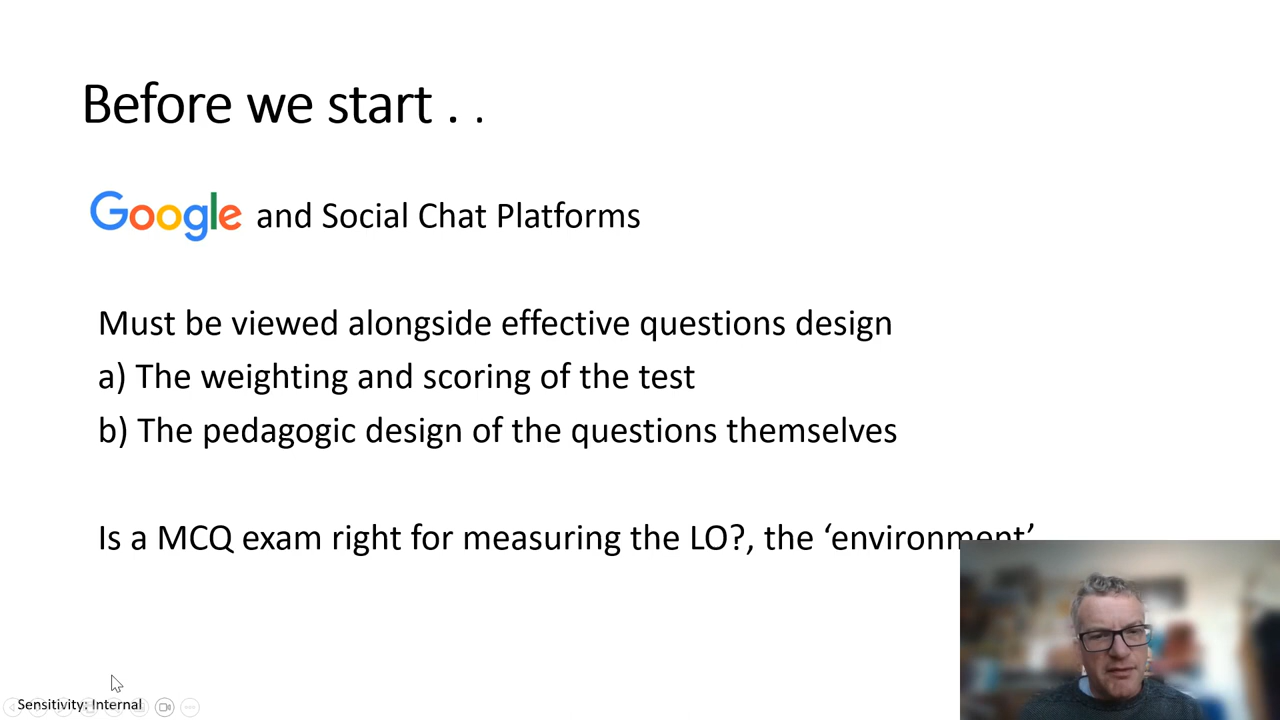 Before we start . .
Google and Social Chat Platforms
Must be viewed alongside effective questions design
a) The weighting and scoring of the test
b) The pedagogic design of the questions themselves
Is a MCQ exam right for measuring the LO?, the ‘environment’
Sensitivity: Internal